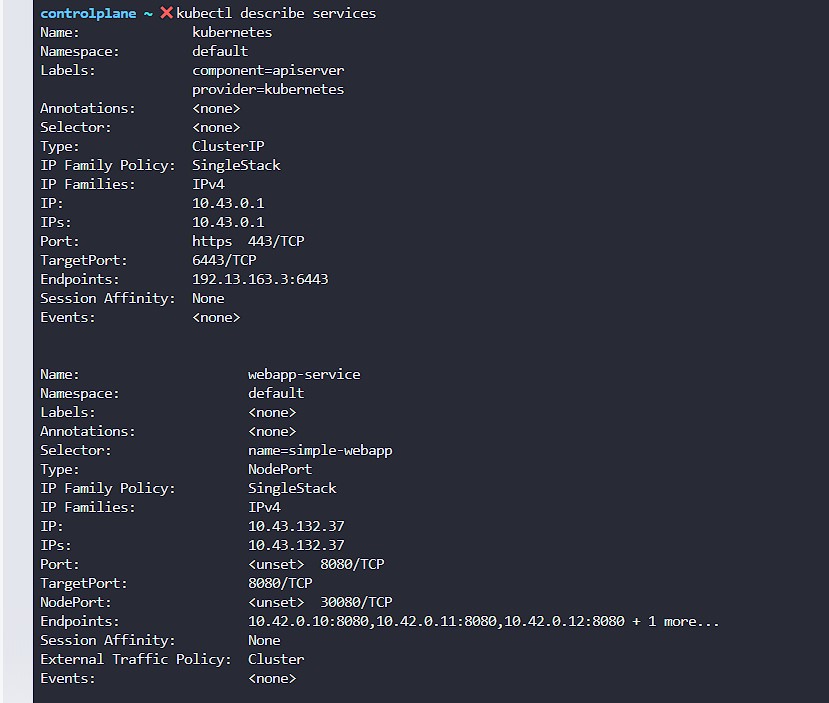 controlplane ~ ✖ kubectl describe services
Name:              kubernetes
Namespace:         default
Labels:            component=apiserver
                   provider=kubernetes
Annotations:       <none>
Selector:          <none>
Type:              ClusterIP
IP Family Policy:  SingleStack
IP Families:       IPv4
IP:                10.43.0.1
IPs:               10.43.0.1
Port:              https  443/TCP
TargetPort:        6443/TCP
Endpoints:         192.13.163.3:6443
Session Affinity:  None
Events:            <none>
Name:                     webapp-service
Namespace:                default
Labels:                   <none>
Annotations:              <none>
Selector:                 name=simple-webapp
Type:                     NodePort
IP Family Policy:         SingleStack
IP Families:              IPv4
IP:                       10.43.132.37
IPs:                      10.43.132.37
Port:                     <unset>  8080/TCP
TargetPort:               8080/TCP
NodePort:                 <unset>  30080/TCP
Endpoints:                10.42.0.10:8080,10.42.0.11:8080,10.42.0.12:8080 + 1 more...
Session Affinity:         None
External Traffic Policy:  Cluster
Events:                   <none>